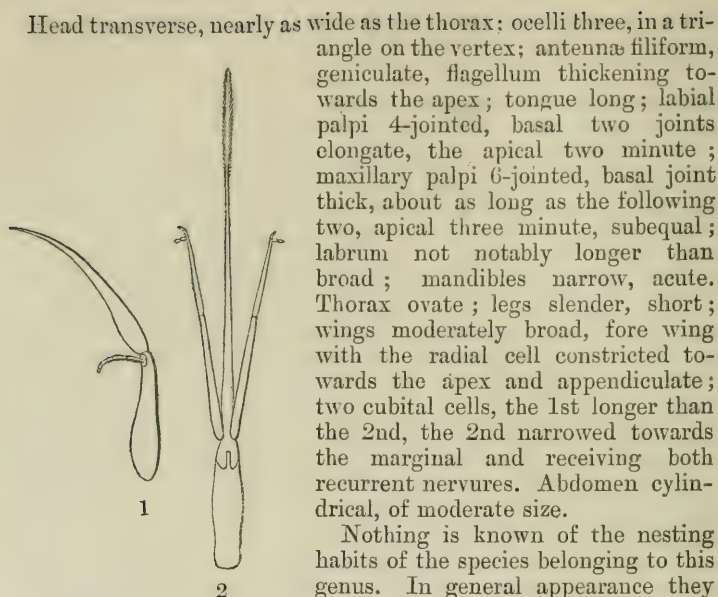 Head transverse, nearly as wide as the thorax: ocelli three, in a tri-
angle on the vertex; antennæ filiform,
geniculate, flagellum thickening to-
wards the apex; tongue long; labial
palpi 4-jointed, basal two joints
elongate, the apical two minute;
maxillary palpi 6-jointed, basal joint
thick, about as long as the following
two, apical three minute, subequal;
labrum not notably longer than
broad; mandibles narrow, acute.
Thorax ovate; legs slender, short;
wings moderately broad, fore wing
with the radial cell constricted to-
wards the apex and appendiculate;
two cubital cells, the 1st longer than
the 2nd, the 2nd narrowed towards
the marginal and receiving both
recurrent nervures. Abdomen cylin-
drical, of moderate size.
Nothing is known of the nesting
habits of the species belonging to this
genus. In general appearance they
1
2